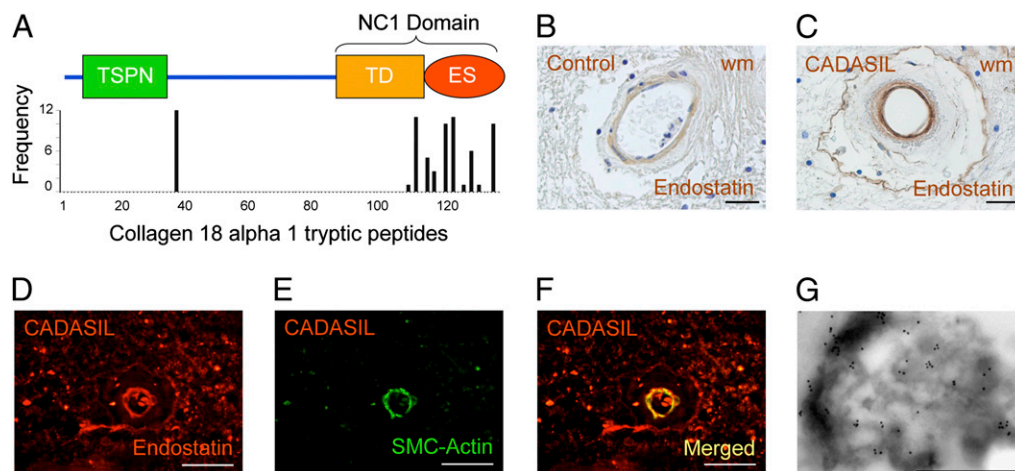 A
NC1 Domain
TSPN
TD
ES
Frequency
12
6
0
1
20
40
60
80
100
120
Collagen 18 alpha 1 tryptic peptides
B
Control
wm
Endostatin
C
CADASIL
wm
Endostatin
D
CADASIL
Endostatin
E
CADASIL
SMC-Actin
F
CADASIL
Merged
G